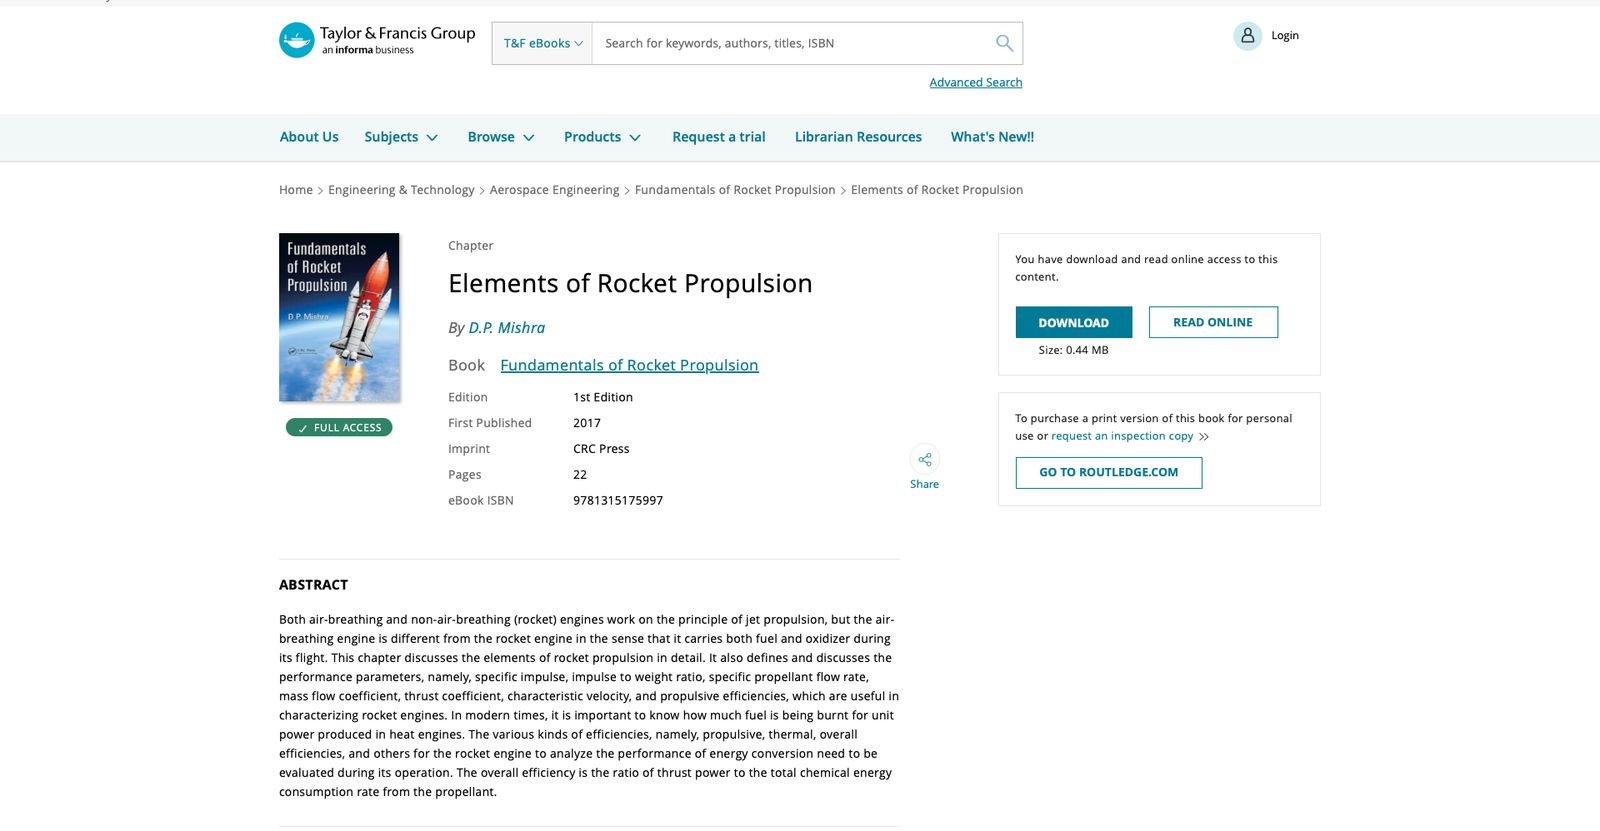 Taylor & Francis Group
an informa business
T&F eBooks
Search for keywords, authors, titles, ISBN
Login
Advanced Search
About Us
Subjects
Browse
Products
Request a trial
Librarian Resources
What's New!!
Home > Engineering & Technology > Aerospace Engineering > Fundamentals of Rocket Propulsion > Elements of Rocket Propulsion
Fundamentals
of Rocket
Propulsion
D.P. Mishra
✓ FULL ACCESS
Chapter
Elements of Rocket Propulsion
By D.P. Mishra
Book Fundamentals of Rocket Propulsion
Edition 1st Edition
First Published 2017
Imprint CRC Press
Pages 22
eBook ISBN 9781315175997
Share
You have download and read online access to this
content.
DOWNLOAD
READ ONLINE
Size: 0.44 MB
To purchase a print version of this book for personal
use or request an inspection copy >>
GO TO ROUTLEDGE.COM
ABSTRACT
Both air-breathing and non-air-breathing (rocket) engines work on the principle of jet propulsion, but the air-
breathing engine is different from the rocket engine in the sense that it carries both fuel and oxidizer during
its flight. This chapter discusses the elements of rocket propulsion in detail. It also defines and discusses the
performance parameters, namely, specific impulse, impulse to weight ratio, specific propellant flow rate,
mass flow coefficient, thrust coefficient, characteristic velocity, and propulsive efficiencies, which are useful in
characterizing rocket engines. In modern times, it is important to know how much fuel is being burnt for unit
power produced in heat engines. The various kinds of efficiencies, namely, propulsive, thermal, overall
efficiencies, and others for the rocket engine to analyze the performance of energy conversion need to be
evaluated during its operation. The overall efficiency is the ratio of thrust power to the total chemical energy
consumption rate from the propellant.